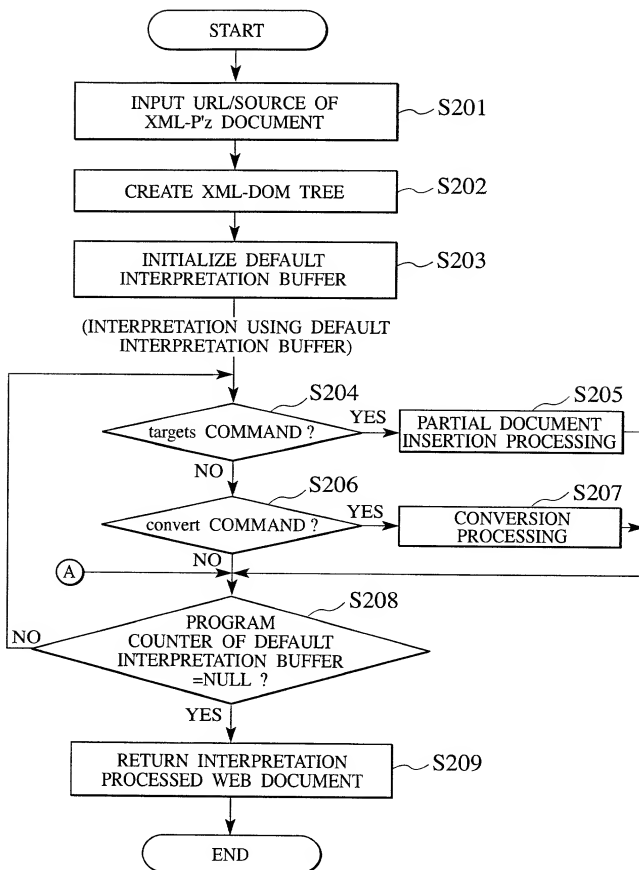 START
INPUT URL/SOURCE OF
XML-P'z DOCUMENT
S201
CREATE XML-DOM TREE
S202
INITIALIZE DEFAULT
INTERPRETATION BUFFER
S203
(INTERPRETATION USING DEFAULT
INTERPRETATION BUFFER)
S204
targets COMMAND ?
YES
S205
PARTIAL DOCUMENT
INSERTION PROCESSING
NO
S206
convert COMMAND ?
YES
S207
CONVERSION
PROCESSING
NO
A
S208
PROGRAM
COUNTER OF DEFAULT
INTERPRETATION BUFFER
=NULL ?
NO
YES
RETURN INTERPRETATION
PROCESSED WEB DOCUMENT
S209
END